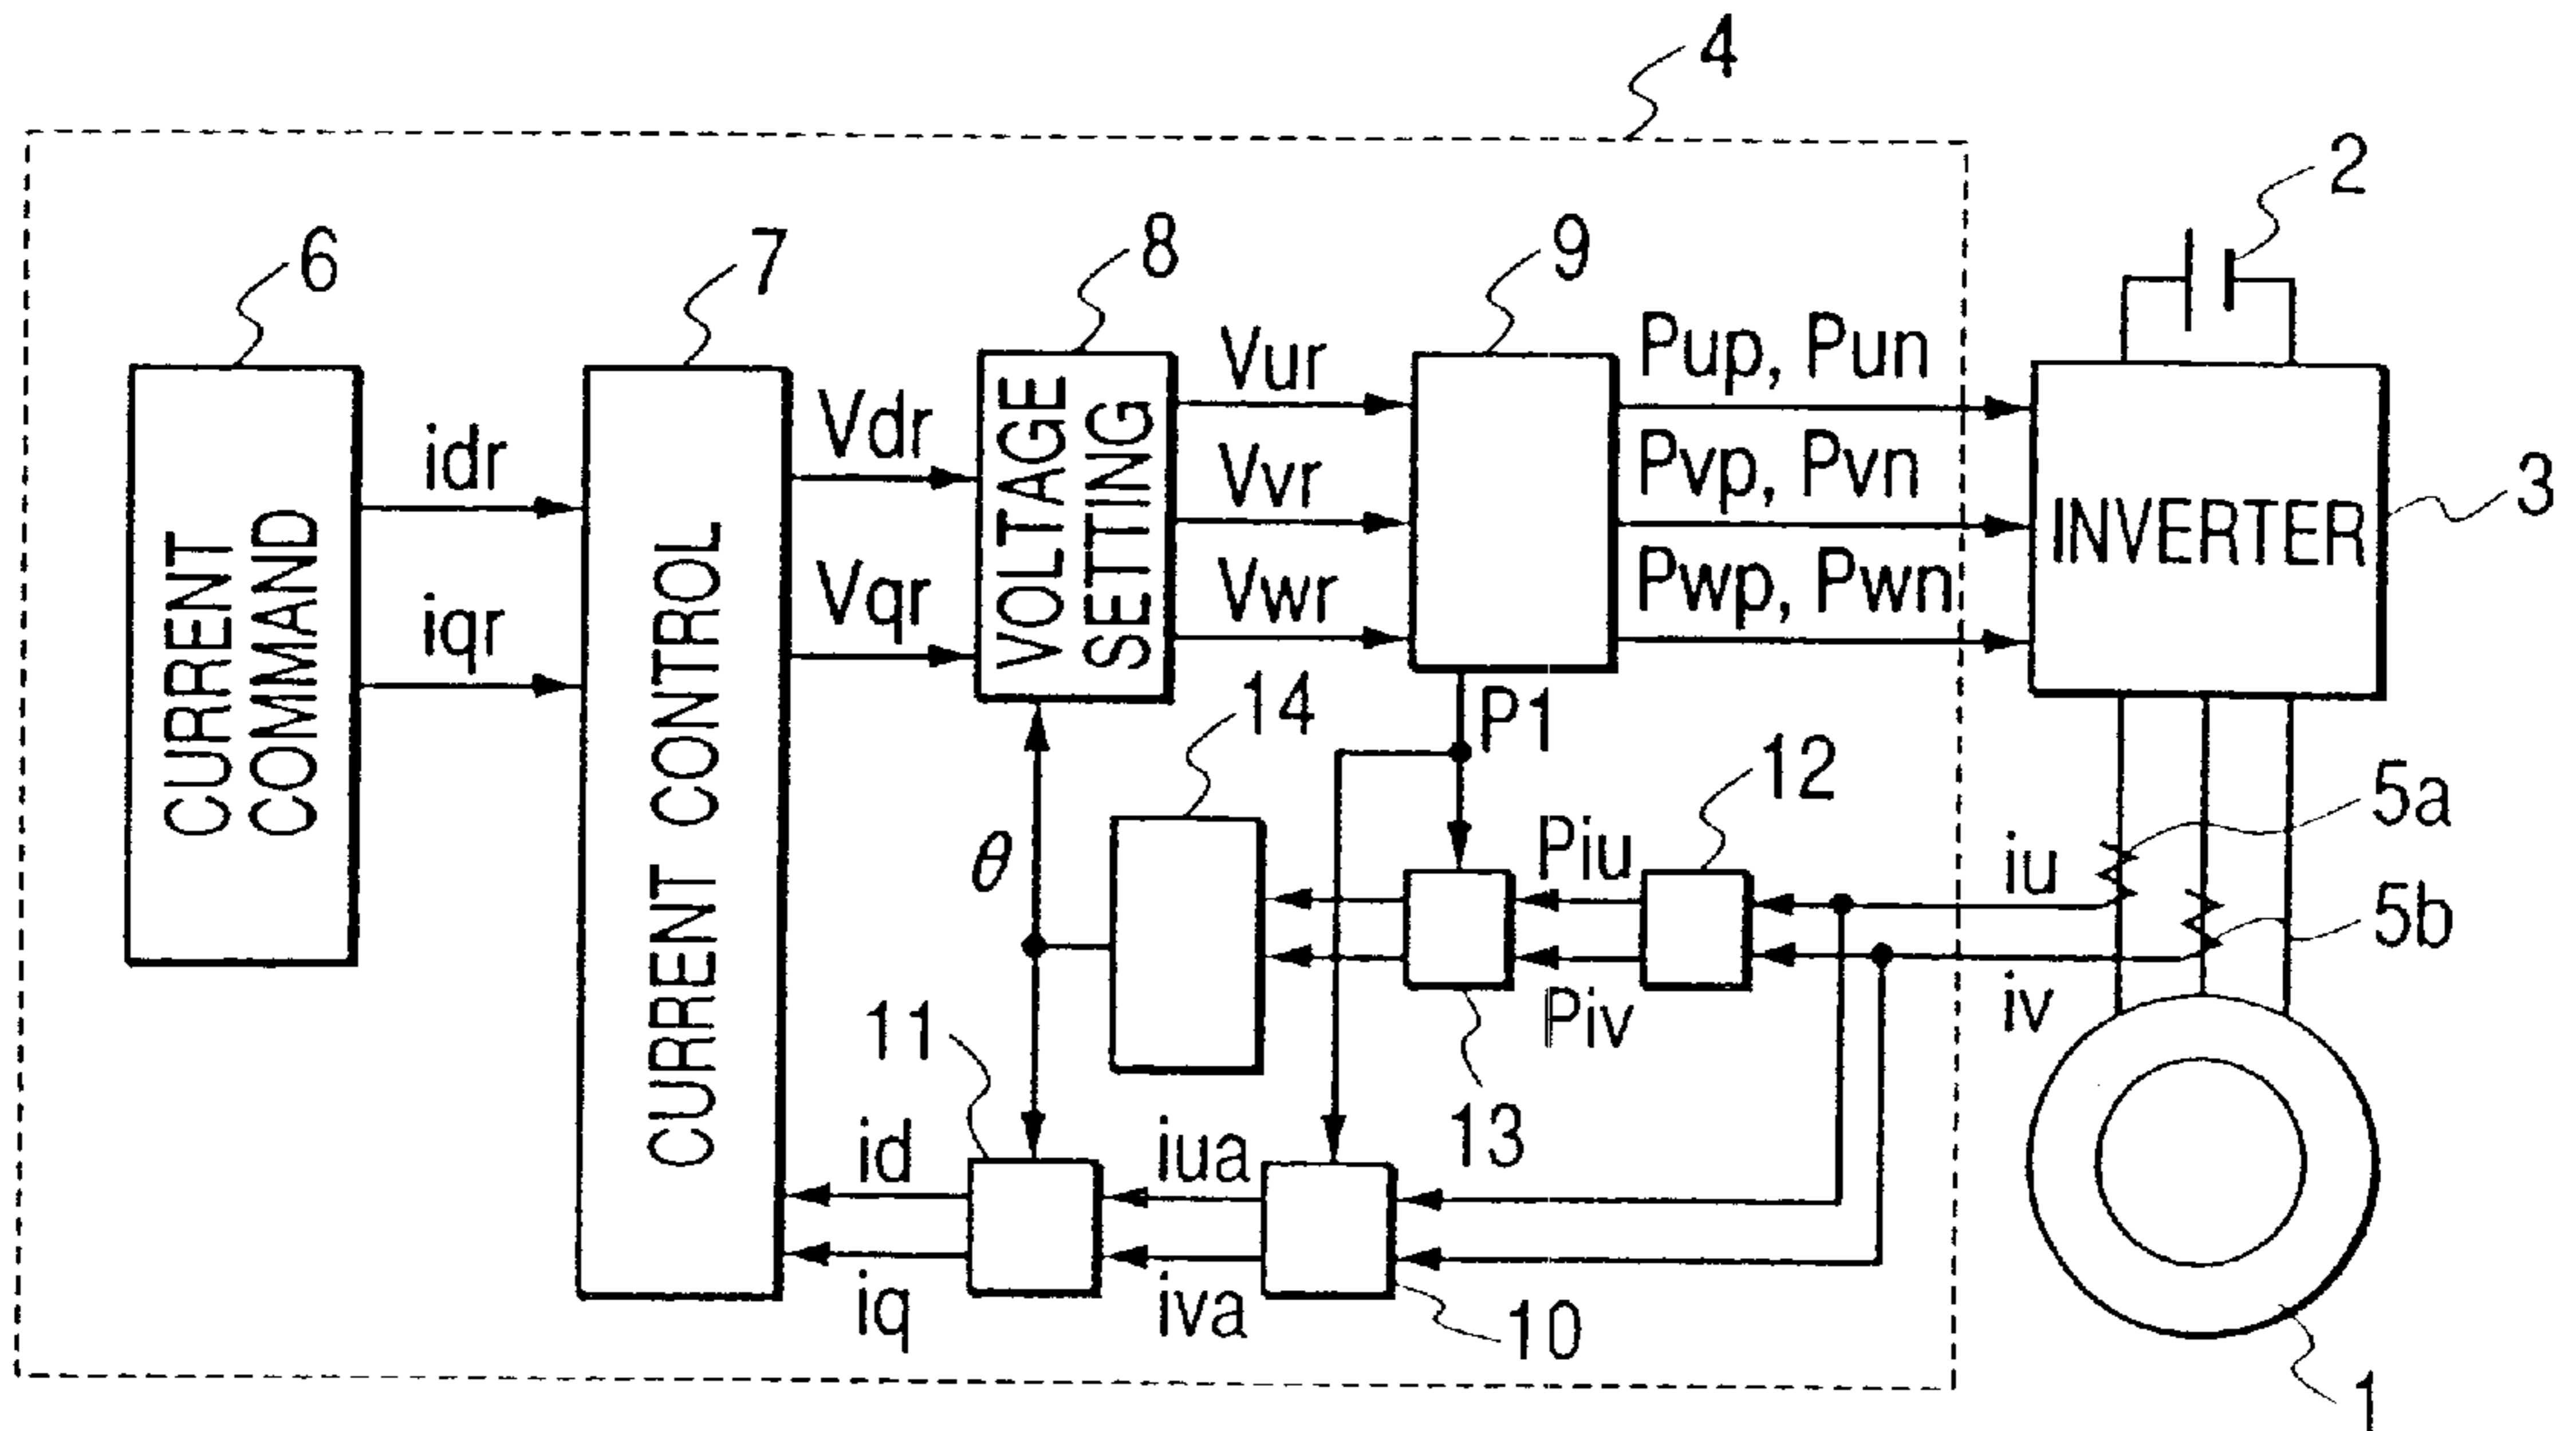 4
2
6
7
8
9
3
CURRENT
COMMAND
idr
iqr
CURRENT CONTROL
Vdr
Vqr
VOLTAGE
SETTING
Vur
Vvr
Vwr
Pup, Pun
Pvp, Pvn
Pwp, Pwn
INVERTER
P1
14
12
θ
Piu
Piv
iu
iv
5a
5b
11
13
id
iq
iua
iva
10
1